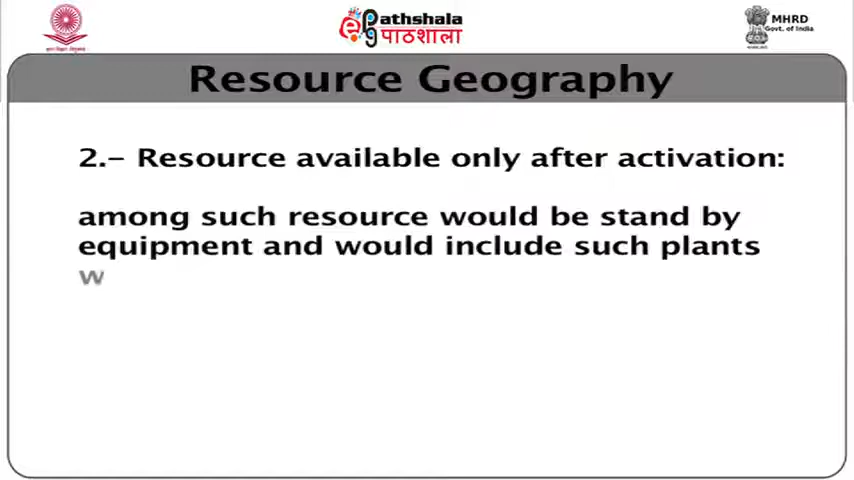 ePathshala
पाठशाला
MHRD
Govt. of India
Resource Geography
2.- Resource available only after activation:
among such resource would be stand by
equipment and would include such plants
w